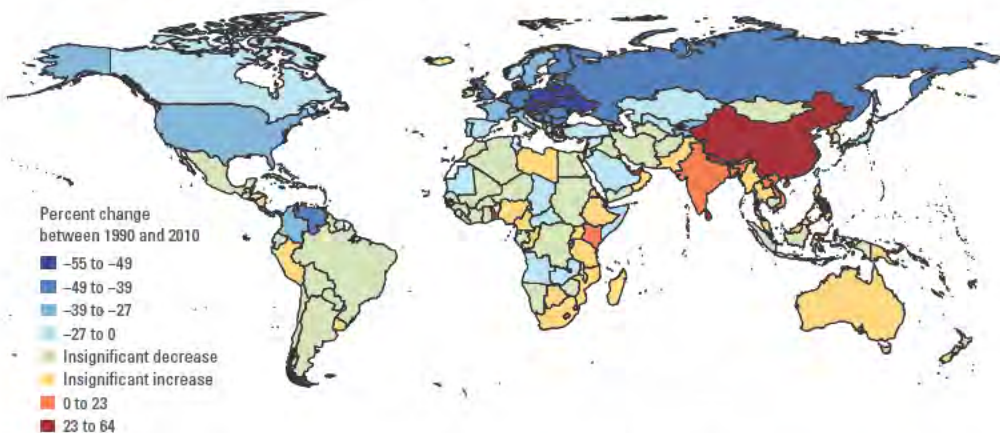 Percent change
between 1990 and 2010
–55 to –49
–49 to –39
–39 to –27
–27 to 0
Insignificant decrease
Insignificant increase
0 to 23
23 to 64